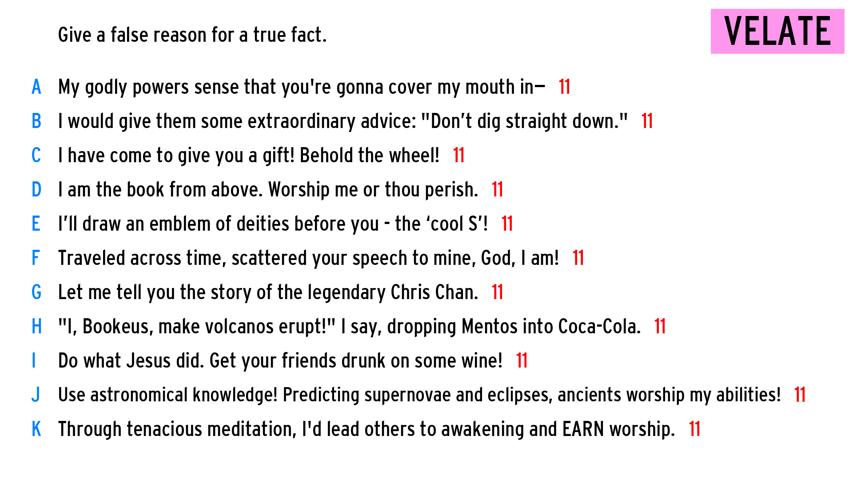 Give a false reason for a true fact.
VELATE
A My godly powers sense that you're gonna cover my mouth in— 11
B I would give them some extraordinary advice: "Don't dig straight down." 11
C I have come to give you a gift! Behold the wheel! 11
D I am the book from above. Worship me or thou perish. 11
E I’ll draw an emblem of deities before you - the ‘cool S’! 11
F Traveled across time, scattered your speech to mine, God, I am! 11
G Let me tell you the story of the legendary Chris Chan. 11
H "I, Bookeus, make volcanos erupt!" I say, dropping Mentos into Coca-Cola. 11
I Do what Jesus did. Get your friends drunk on some wine! 11
J Use astronomical knowledge! Predicting supernovae and eclipses, ancients worship my abilities! 11
K Through tenacious meditation, I'd lead others to awakening and EARN worship. 11